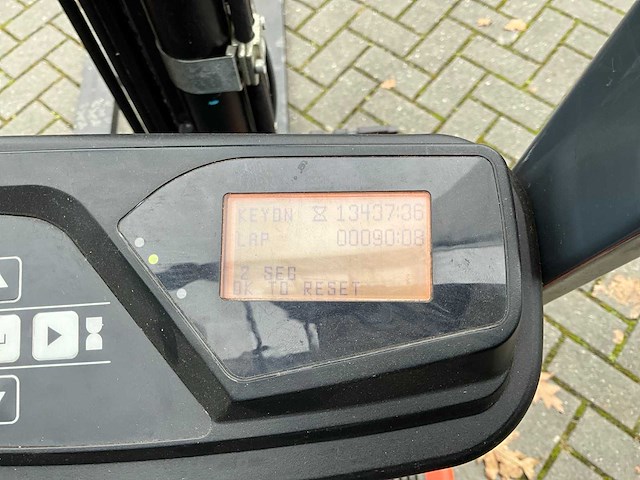 KEYON 13437:36
LAP 00090:08
2 SEC
OK TO RESET